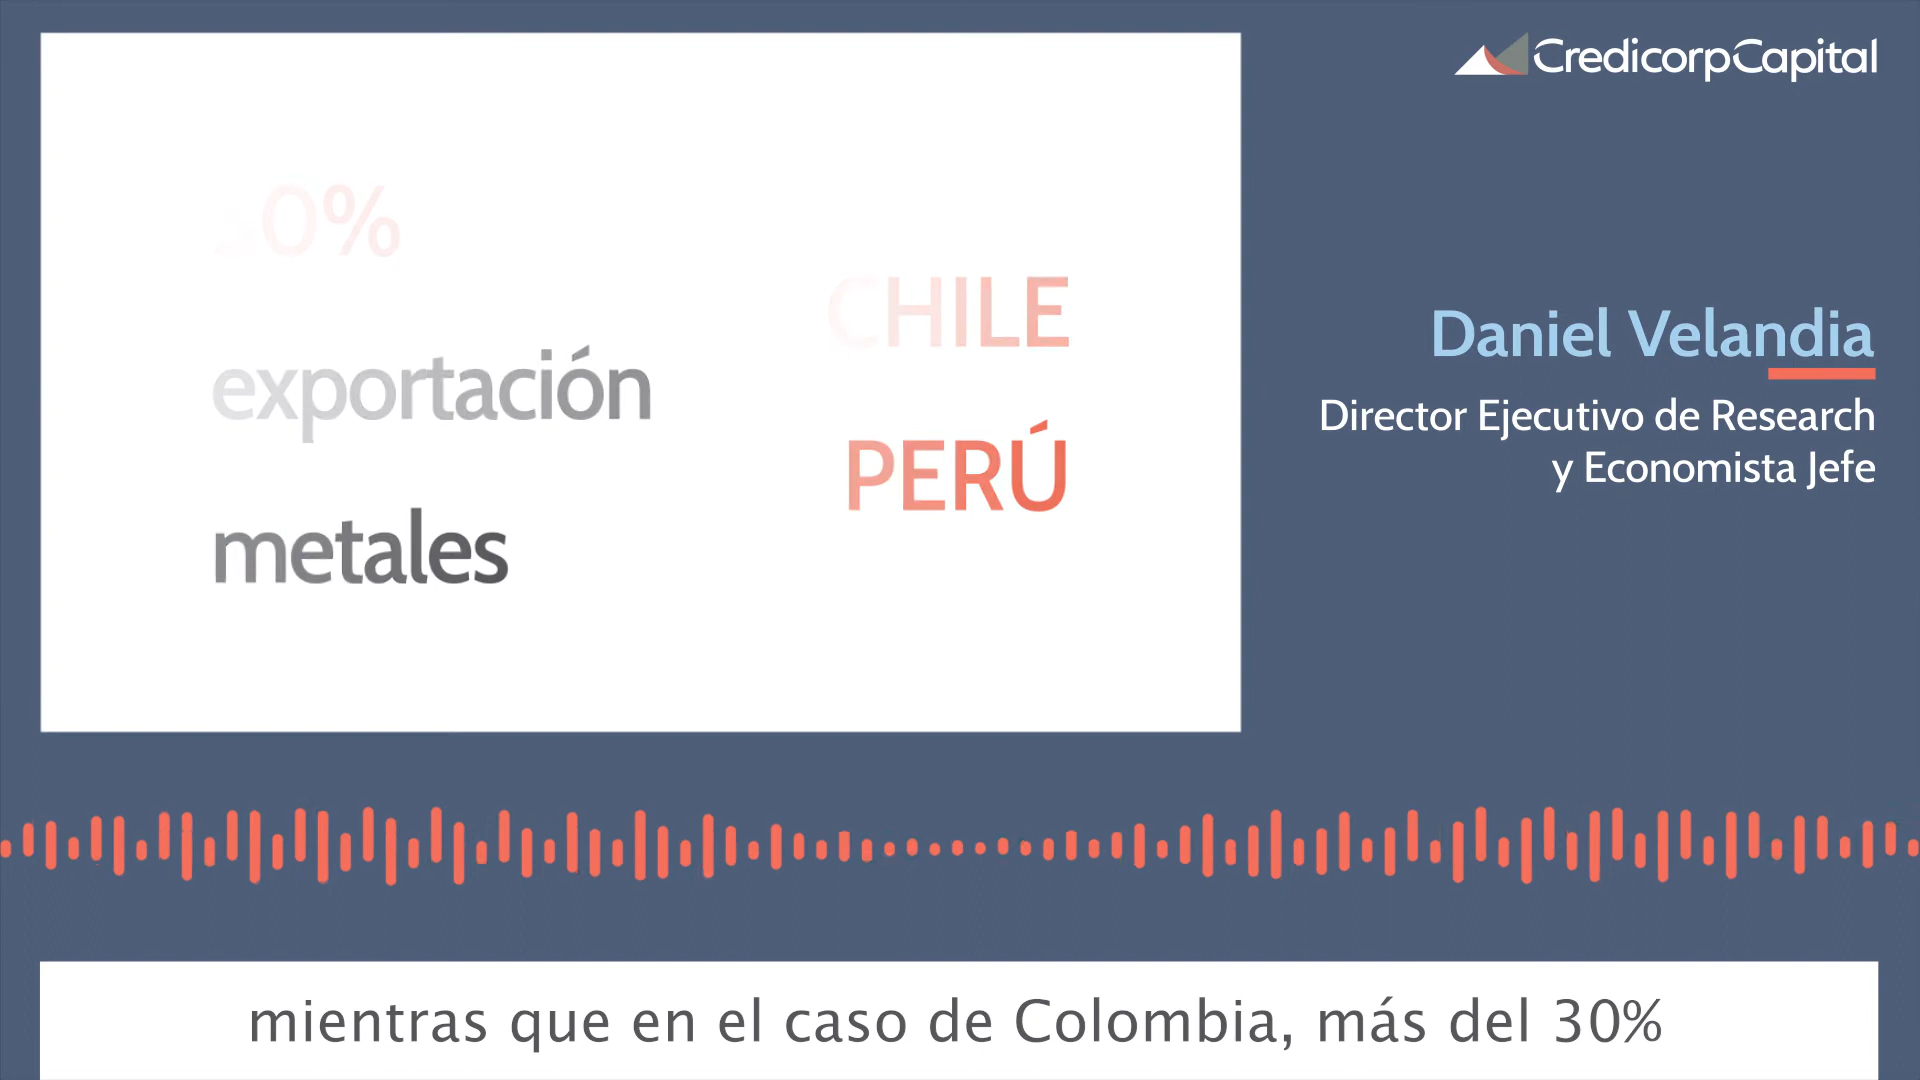 CredicorpCapital
0%
exportación
metales
CHILE
PERÚ
Daniel Velandia
Director Ejecutivo de Research
y Economista Jefe
mientras que en el caso de Colombia, más del 30%